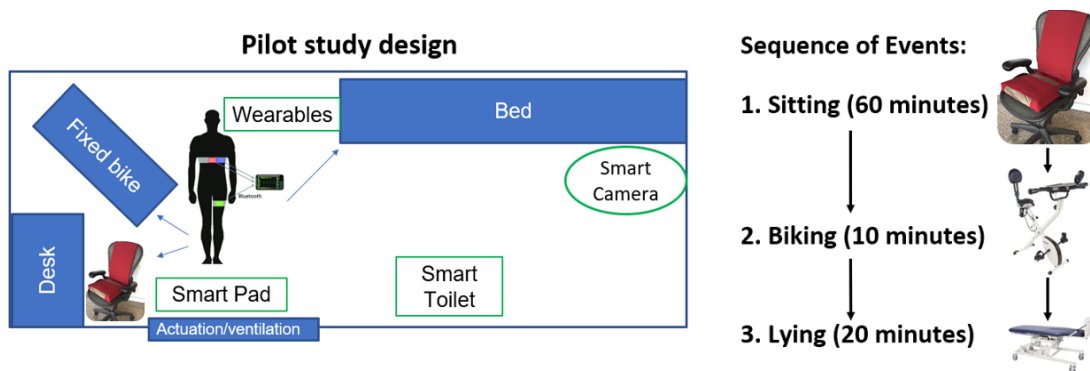 Pilot study design
Fixed bike
Wearables
Bed
Bluetooth
Smart
Camera
Desk
Smart Pad
Smart
Toilet
Actuation/ventilation
Sequence of Events:
1. Sitting (60 minutes)
2. Biking (10 minutes)
3. Lying (20 minutes)